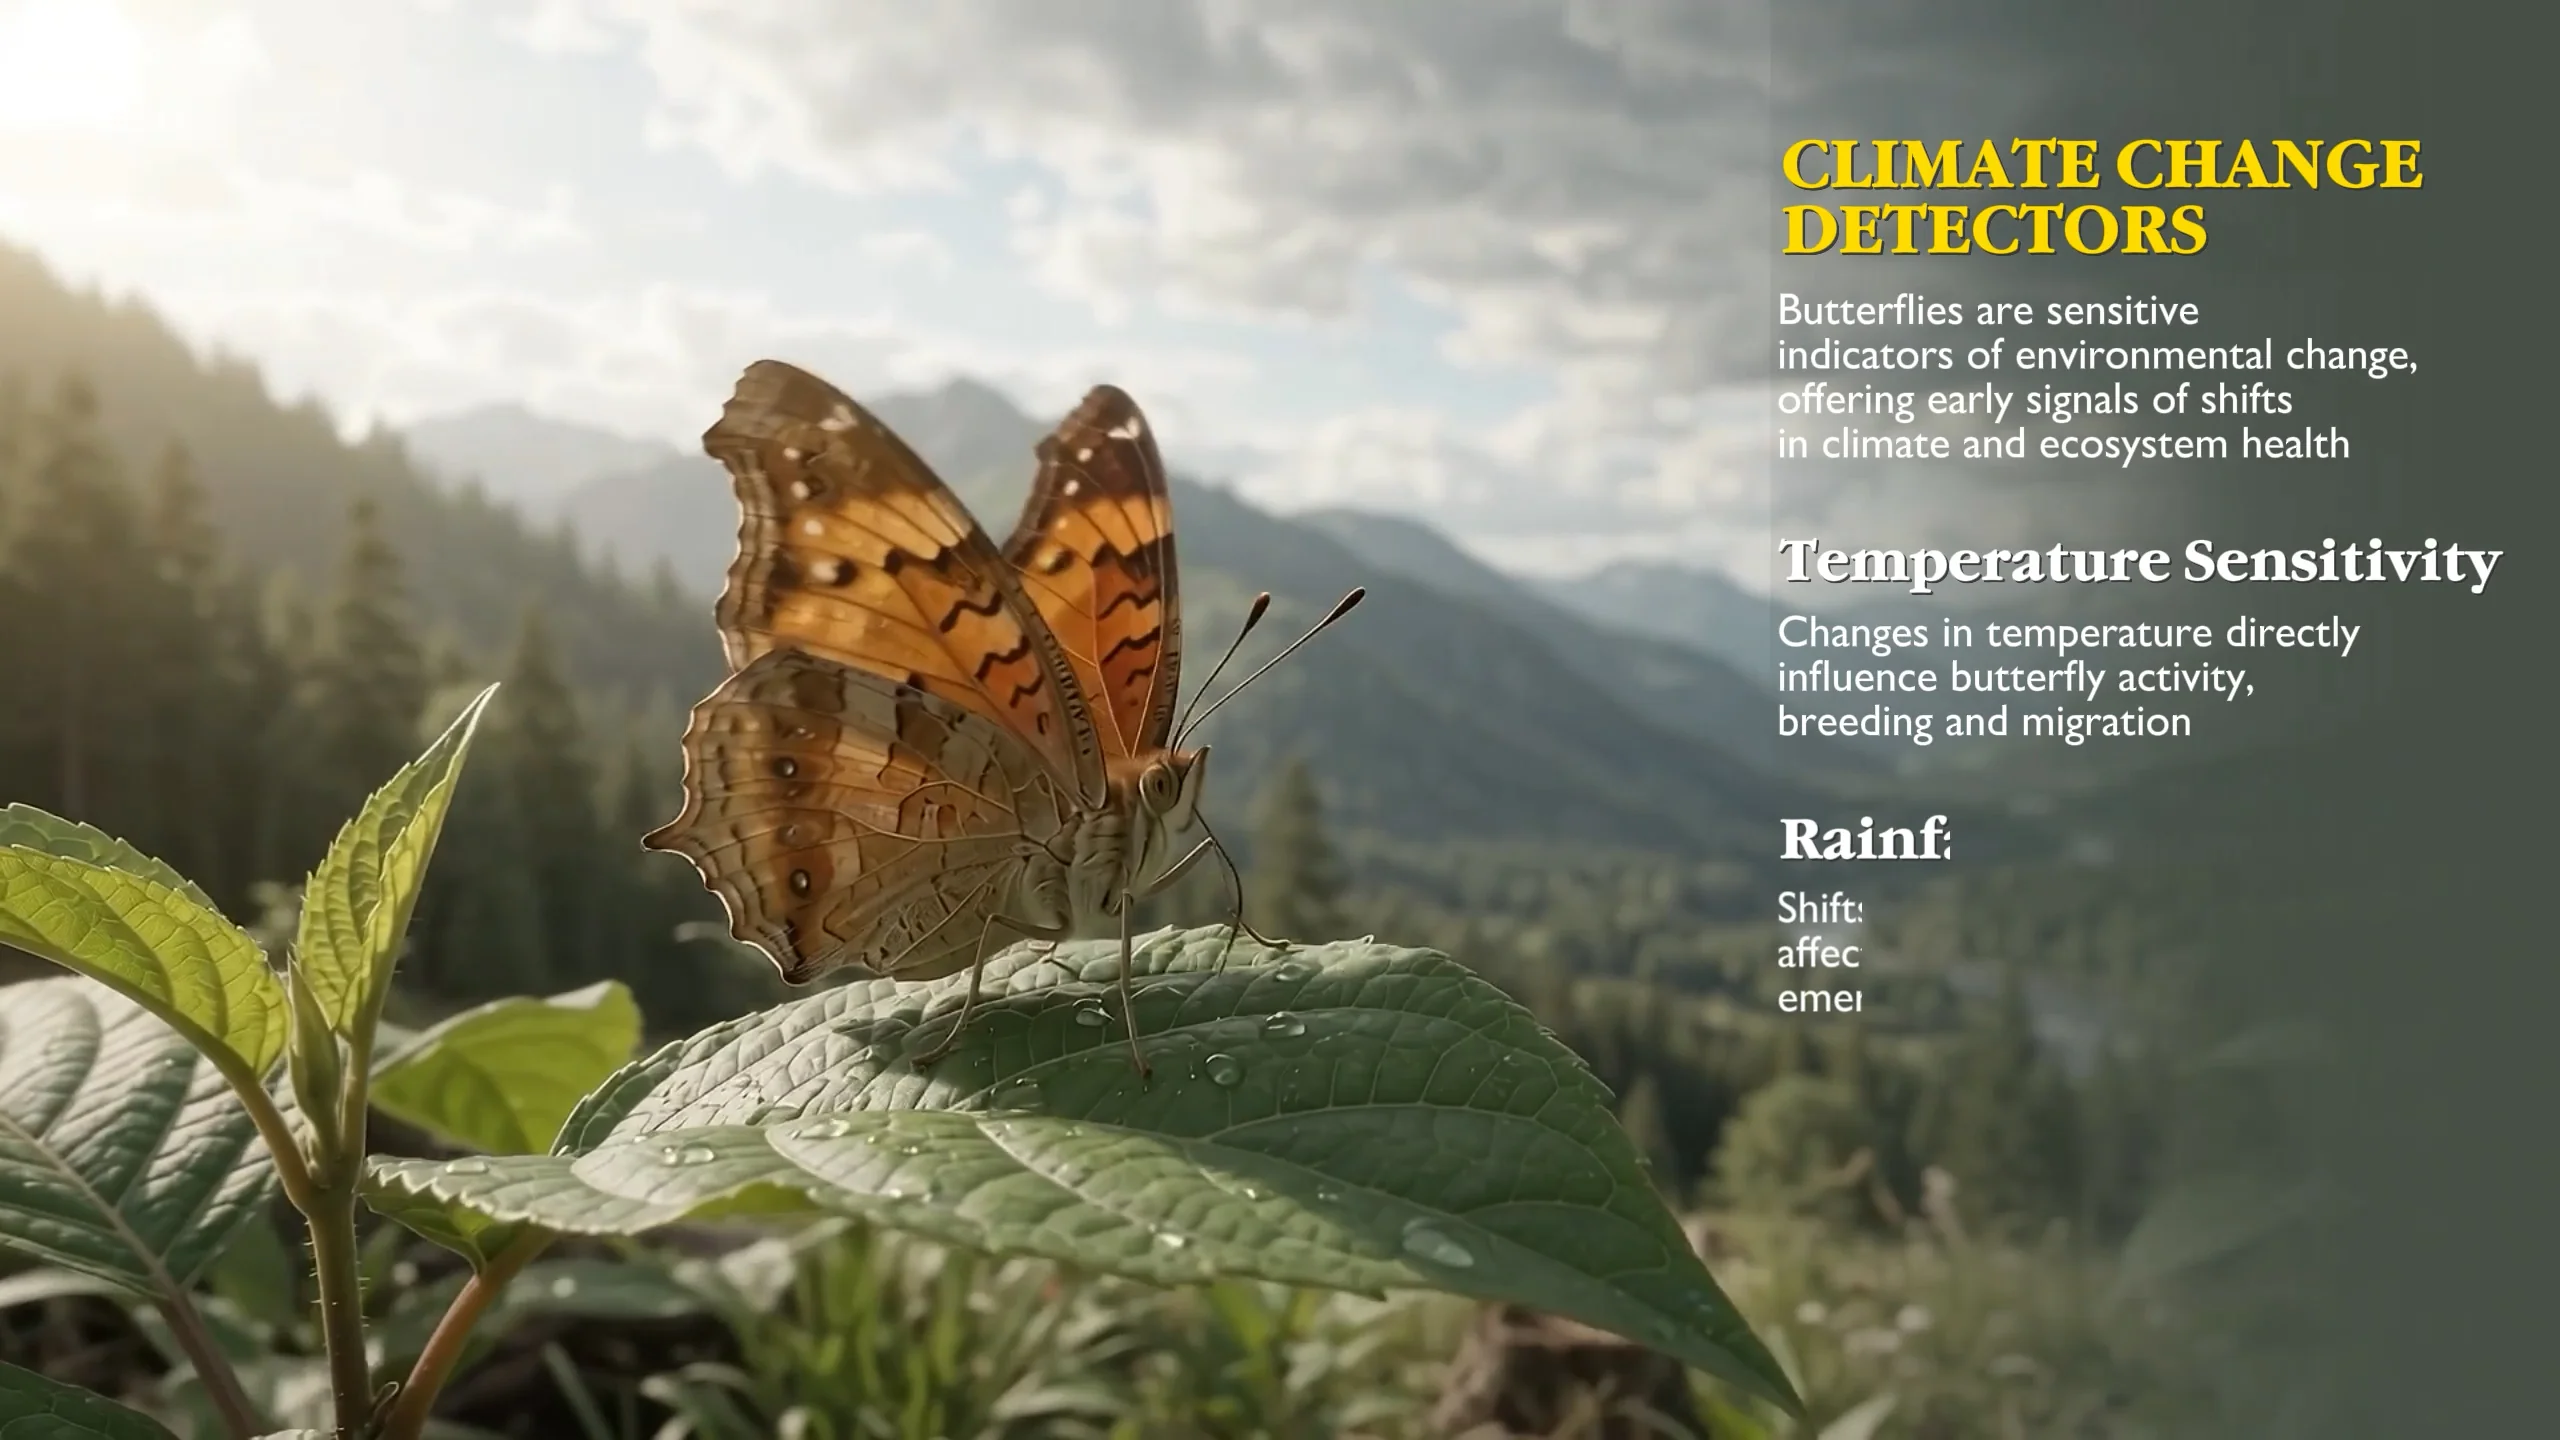 CLIMATE CHANGE
DETECTORS
Butterflies are sensitive
indicators of environmental change,
offering early signals of shifts
in climate and ecosystem health
Temperature Sensitivity
Changes in temperature directly
influence butterfly activity,
breeding and migration